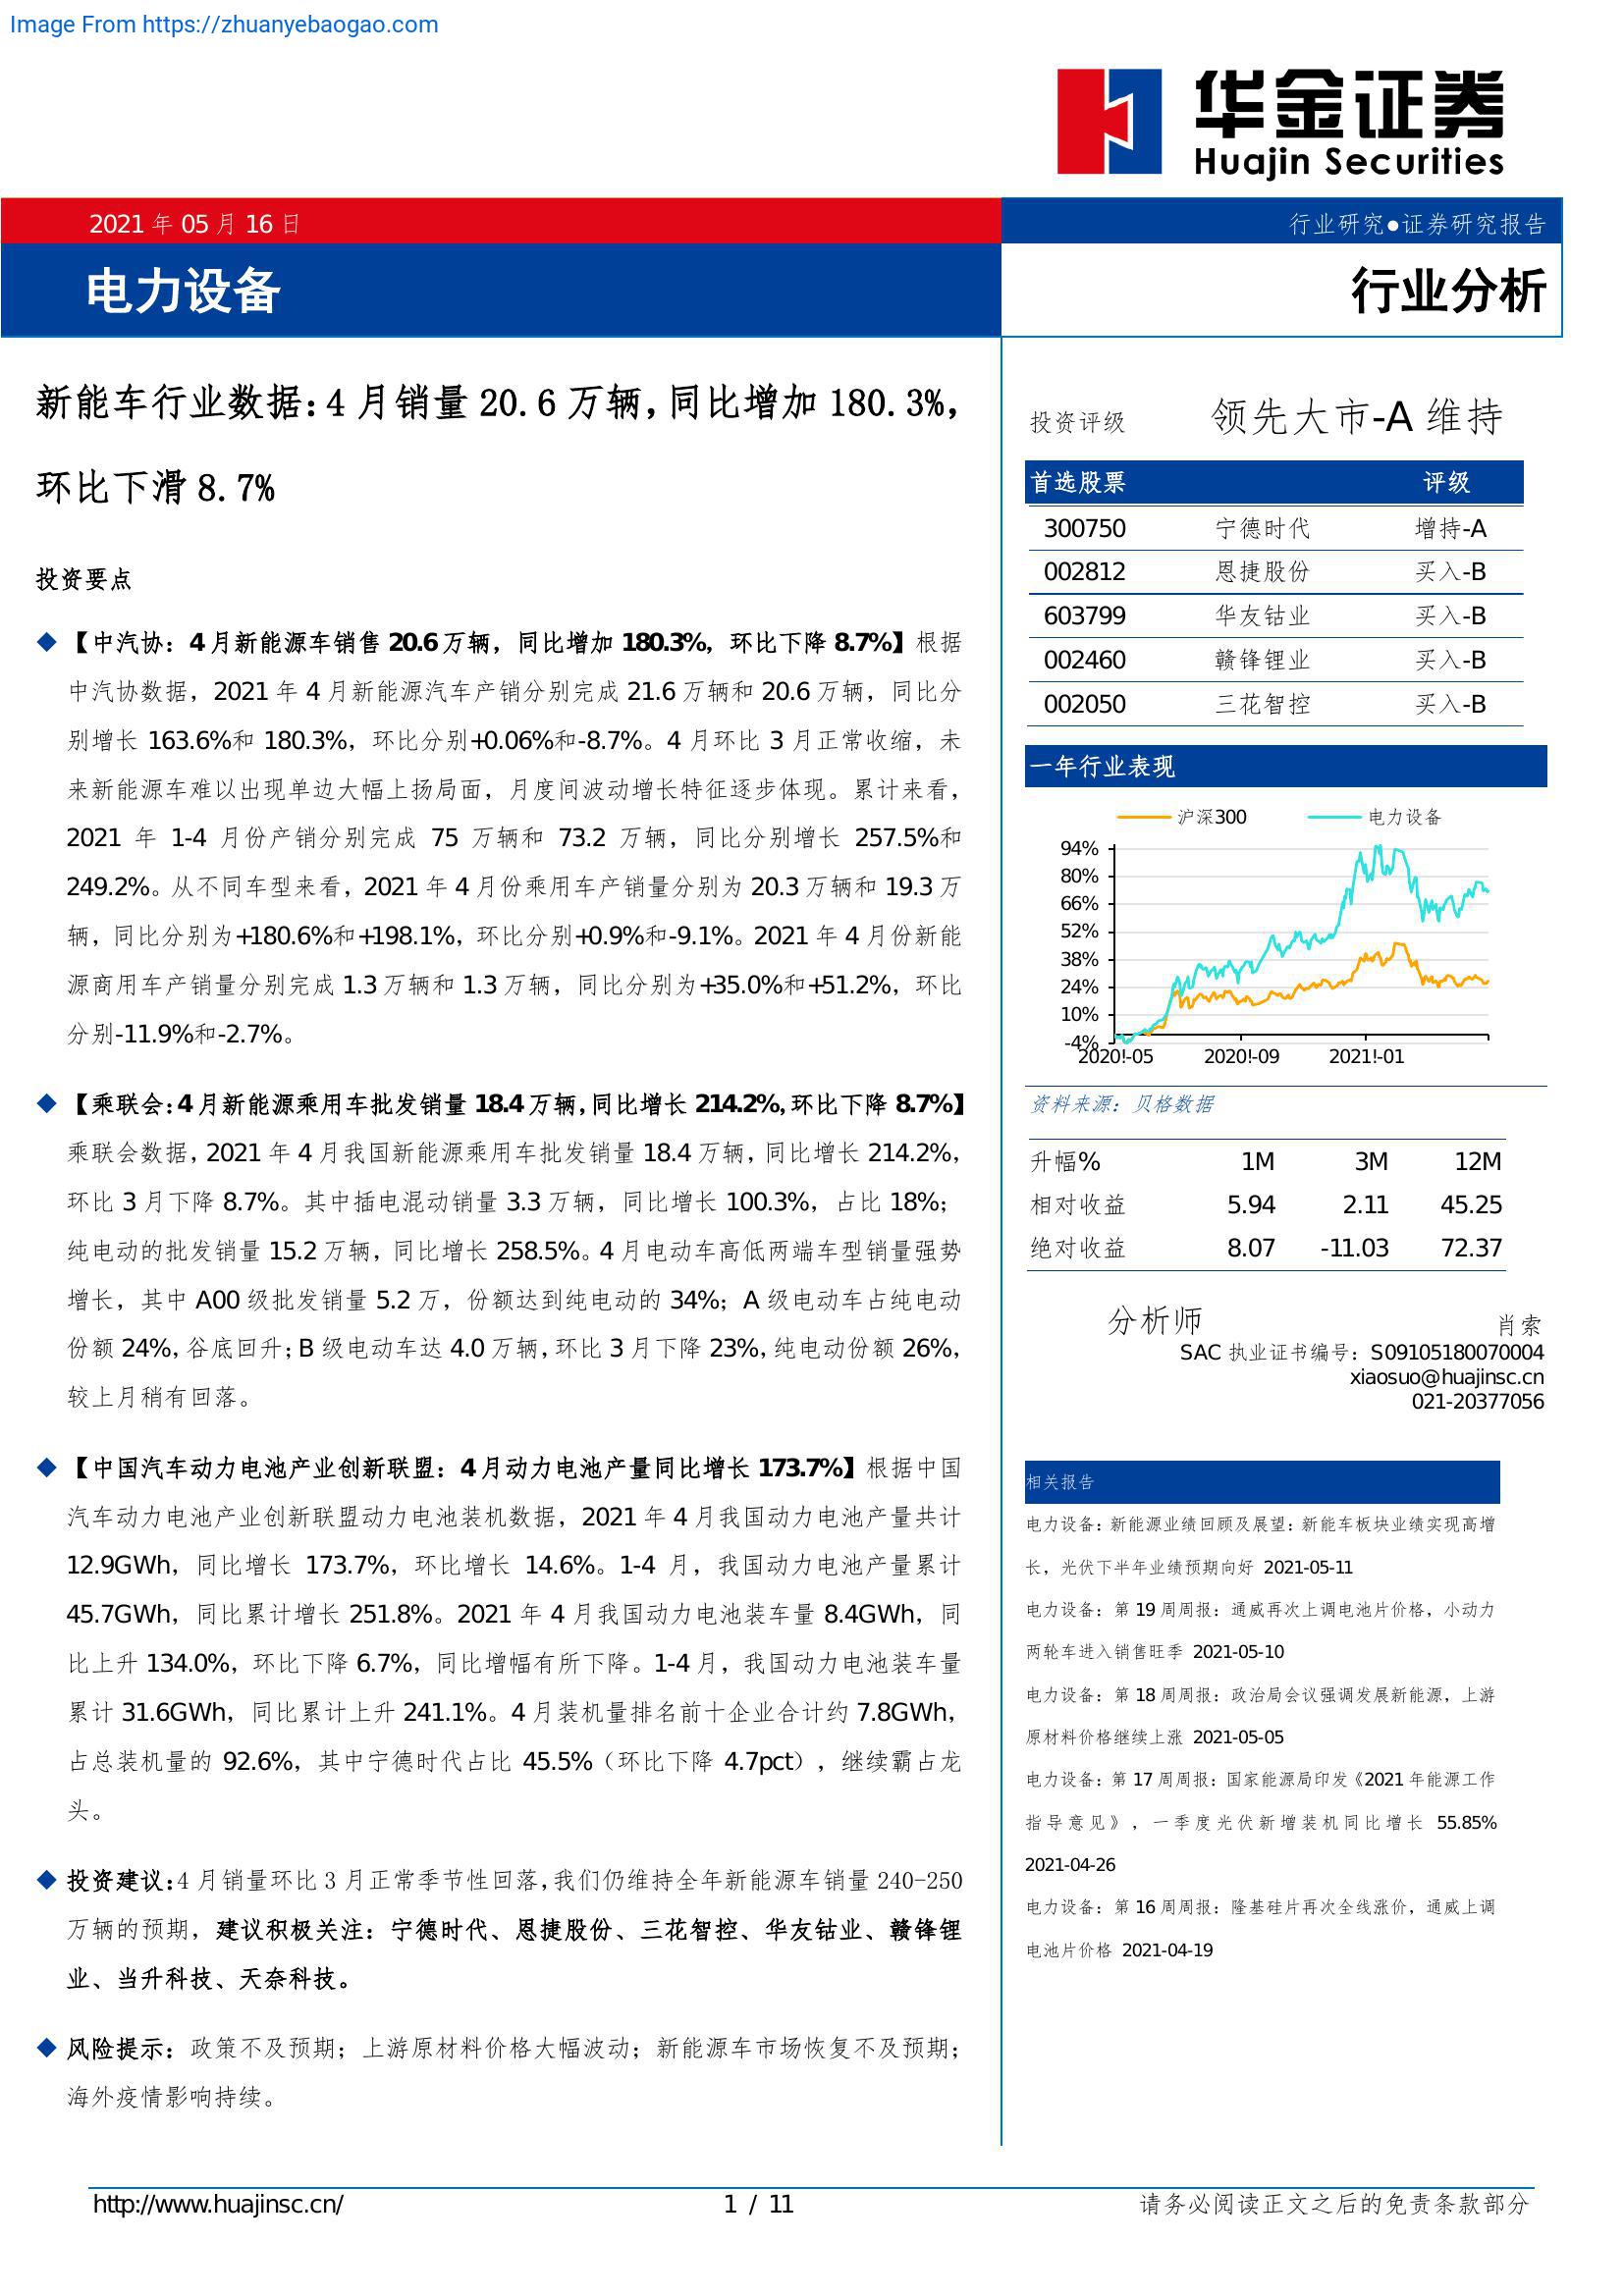 Image From https://zhuanyebaogao.com
华金证券
Huajin Securities
2021 年 05 月 16 日
行业研究●证券研究报告
电力设备
行业分析
新能车行业数据：4 月销量 20.6 万辆，同比增加 180.3%，
环比下滑 8.7%
投资要点
◆ 【中汽协：4 月新能源车销售 20.6 万辆，同比增加 180.3%，环比下降 8.7%】根据
中汽协数据，2021 年 4 月新能源汽车产销分别完成 21.6 万辆和 20.6 万辆，同比分
别增长 163.6%和 180.3%，环比分别+0.06%和-8.7%。4 月环比 3 月正常收缩，未
来新能源车难以出现单边大幅上扬局面，月度间波动增长特征逐步体现。累计来看，
2021 年 1-4 月份产销分别完成 75 万辆和 73.2 万辆，同比分别增长 257.5%和
249.2%。从不同车型来看，2021 年 4 月份乘用车产销量分别为 20.3 万辆和 19.3 万
辆，同比分别为+180.6%和+198.1%，环比分别+0.9%和-9.1%。2021 年 4 月份新能
源商用车产销量分别完成 1.3 万辆和 1.3 万辆，同比分别为+35.0%和+51.2%，环比
分别-11.9%和-2.7%。
◆ 【乘联会：4 月新能源乘用车批发销量 18.4 万辆，同比增长 214.2%，环比下降 8.7%】
乘联会数据，2021 年 4 月我国新能源乘用车批发销量 18.4 万辆，同比增长 214.2%，
环比 3 月下降 8.7%。其中插电混动销量 3.3 万辆，同比增长 100.3%，占比 18%；
纯电动的批发销量 15.2 万辆，同比增长 258.5%。4 月电动车高低两端车型销量强势
增长，其中 A00 级批发销量 5.2 万，份额达到纯电动的 34%；A 级电动车占纯电动
份额 24%，谷底回升；B 级电动车达 4.0 万辆，环比 3 月下降 23%，纯电动份额 26%，
较上月稍有回落。
◆ 【中国汽车动力电池产业创新联盟：4 月动力电池产量同比增长 173.7%】根据中国
汽车动力电池产业创新联盟动力电池装机数据，2021 年 4 月我国动力电池产量共计
12.9GWh，同比增长 173.7%，环比增长 14.6%。1-4 月，我国动力电池产量累计
45.7GWh，同比累计增长 251.8%。2021 年 4 月我国动力电池装车量 8.4GWh，同
比上升 134.0%，环比下降 6.7%，同比增幅有所下降。1-4 月，我国动力电池装车量
累计 31.6GWh，同比累计上升 241.1%。4 月装机量排名前十企业合计约 7.8GWh，
占总装机量的 92.6%，其中宁德时代占比 45.5%（环比下降 4.7pct），继续霸占龙
头。
◆ 投资建议：4 月销量环比 3 月正常季节性回落，我们仍维持全年新能源车销量 240-250
万辆的预期，建议积极关注：宁德时代、恩捷股份、三花智控、华友钴业、赣锋锂
业、当升科技、天奈科技。
◆ 风险提示：政策不及预期；上游原材料价格大幅波动；新能源车市场恢复不及预期；
海外疫情影响持续。
投资评级 领先大市-A 维持
首选股票 评级
300750 宁德时代 增持-A
002812 恩捷股份 买入-B
603799 华友钴业 买入-B
002460 赣锋锂业 买入-B
002050 三花智控 买入-B
一年行业表现
沪深300 电力设备
94%
80%
66%
52%
38%
24%
10%
-4%
2020!-05 2020!-09 2021!-01
资料来源：贝格数据
升幅% 1M 3M 12M
相对收益 5.94 2.11 45.25
绝对收益 8.07 -11.03 72.37
分析师 肖索
SAC 执业证书编号：S09105180070004
xiaosuo@huajinsc.cn
021-20377056
相关报告
电力设备：新能源业绩回顾及展望：新能车板块业绩实现高增
长，光伏下半年业绩预期向好 2021-05-11
电力设备：第 19 周周报：通威再次上调电池片价格，小动力
两轮车进入销售旺季 2021-05-10
电力设备：第 18 周周报：政治局会议强调发展新能源，上游
原材料价格继续上涨 2021-05-05
电力设备：第 17 周周报：国家能源局印发《2021 年能源工作
指导意见》，一季度光伏新增装机同比增长 55.85%
2021-04-26
电力设备：第 16 周周报：隆基硅片再次全线涨价，通威上调
电池片价格 2021-04-19
http://www.huajinsc.cn/ 1 / 11 请务必阅读正文之后的免责条款部分